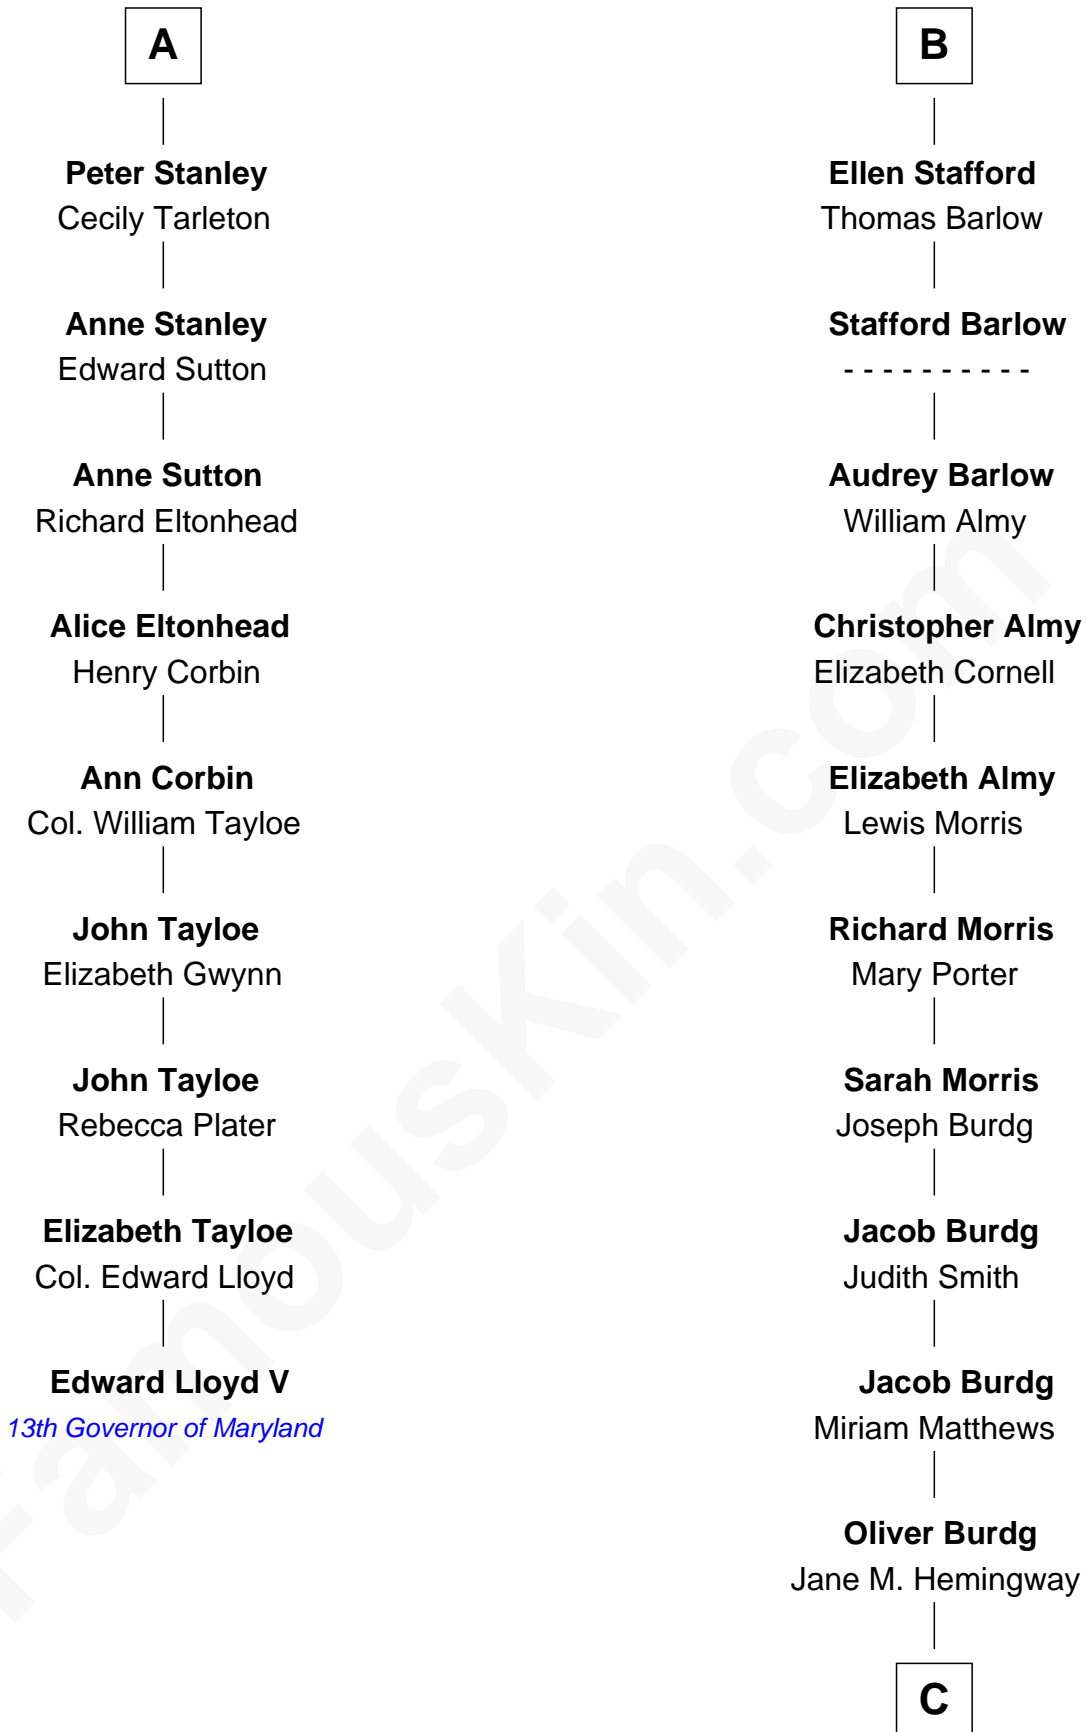 A
Peter Stanley
Cecily Tarleton
Anne Stanley
Edward Sutton
Anne Sutton
Richard Eltonhead
Alice Eltonhead
Henry Corbin
Ann Corbin
Col. William Tayloe
John Tayloe
Elizabeth Gwynn
John Tayloe
Rebecca Plater
Elizabeth Tayloe
Col. Edward Lloyd
Edward Lloyd V
13th Governor of Maryland
B
Ellen Stafford
Thomas Barlow
Stafford Barlow
- - - - - - - - - -
Audrey Barlow
William Almy
Christopher Almy
Elizabeth Cornell
Elizabeth Almy
Lewis Morris
Richard Morris
Mary Porter
Sarah Morris
Joseph Burdg
Jacob Burdg
Judith Smith
Jacob Burdg
Miriam Matthews
Oliver Burdg
Jane M. Hemingway
C
FamousKin.com